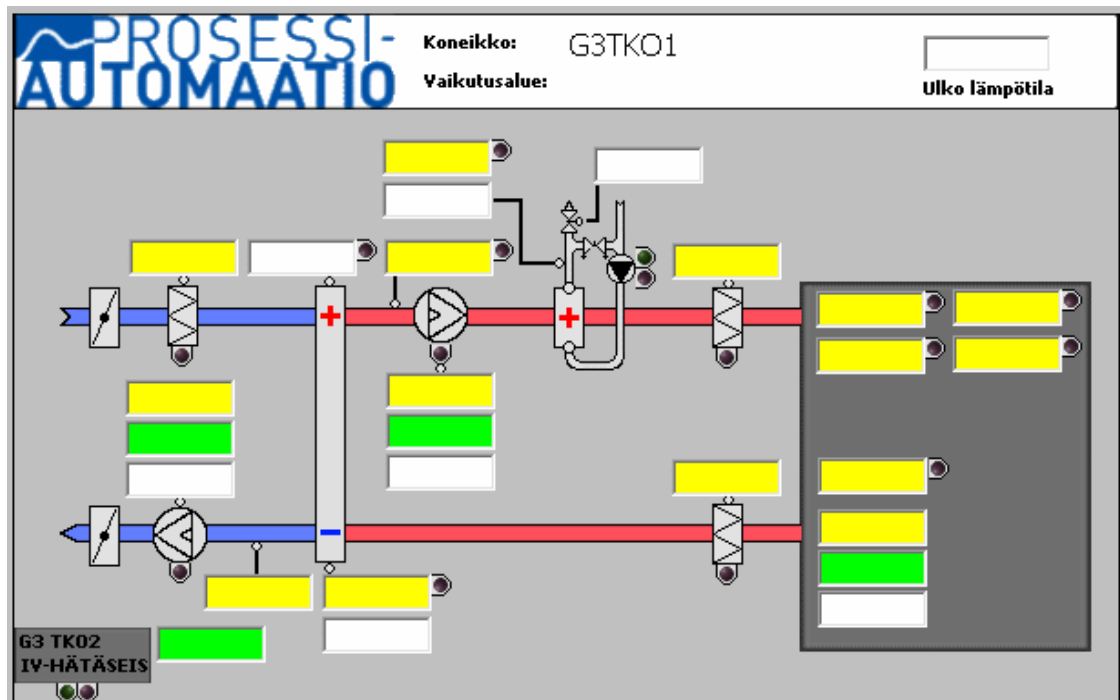 PROSESSI-
AUTOMAATIO
Koneikko: G3TKO1
Vaikutusalue:
Ulko lämpötila
G3 TK02
IV-HÄTÄSEIS